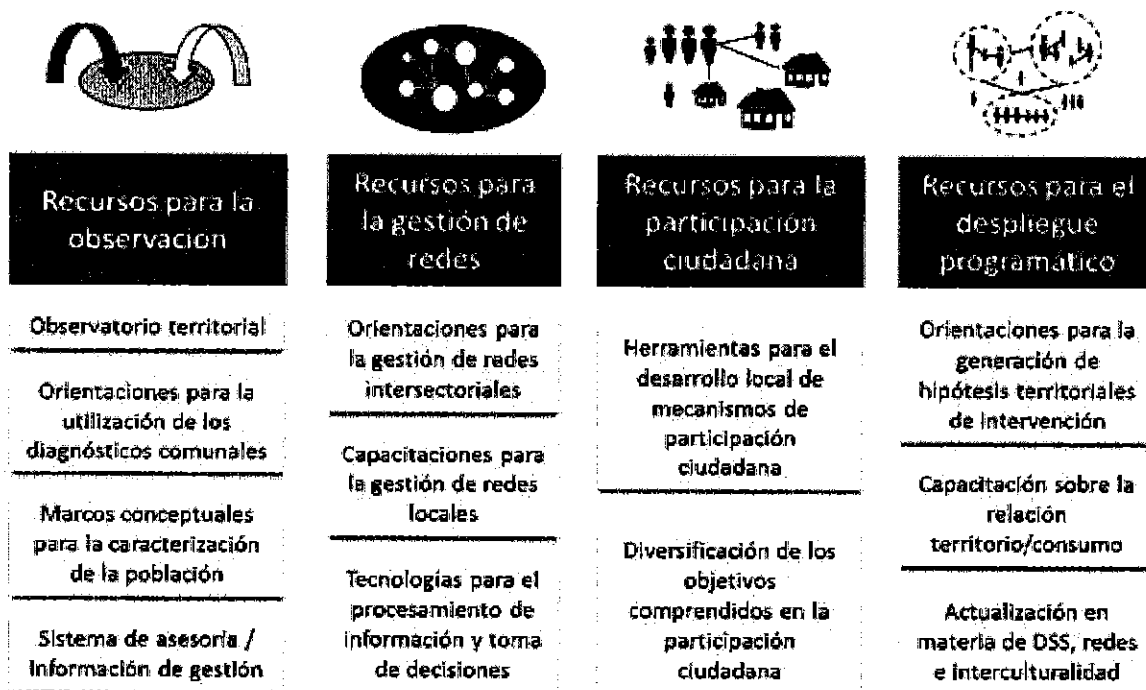 Recursos para la
observación
Observatorio territorial
Orientaciones para la
utilización de los
diagnósticos comunales
Marcos conceptuales
para la caracterización
de la población
Sistema de asesoría /
Información de gestión
Recursos para
la gestión de
redes
Orientaciones para
la gestión de redes
intersectoriales
Capacitaciones para
la gestión de redes
locales
Tecnologías para el
procesamiento de
información y toma
de decisiones
Recursos para la
participación
ciudadana
Herramientas para el
desarrollo local de
mecanismos de
participación
ciudadana
Diversificación de los
objetivos
comprendidos en la
participación
ciudadana
Recursos para el
despliegue
programático
Orientaciones para la
generación de
hipótesis territoriales
de intervención
Capacitación sobre la
relación
territorio/consumo
Actualización en
materia de DSS, redes
e interculturalidad